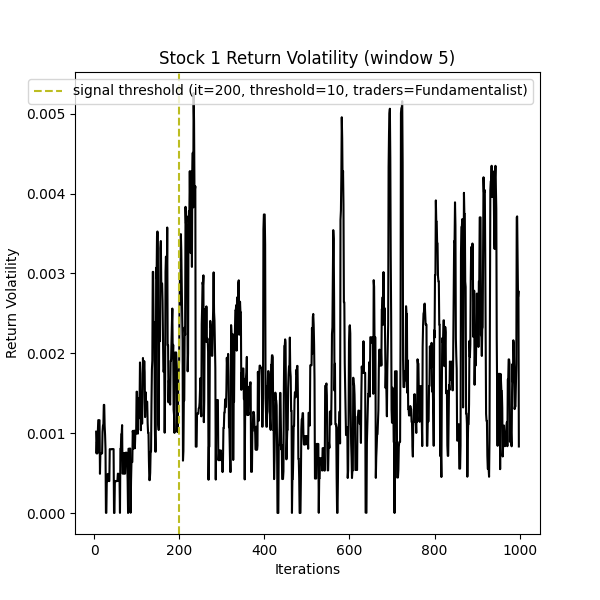 Stock 1 Return Volatility (window 5)
signal threshold (it=200, threshold=10, traders=Fundamentalist)
0.005
0.004
0.003
0.002
0.001
0.000
Return Volatility
0 200 400 600 800 1000
Iterations